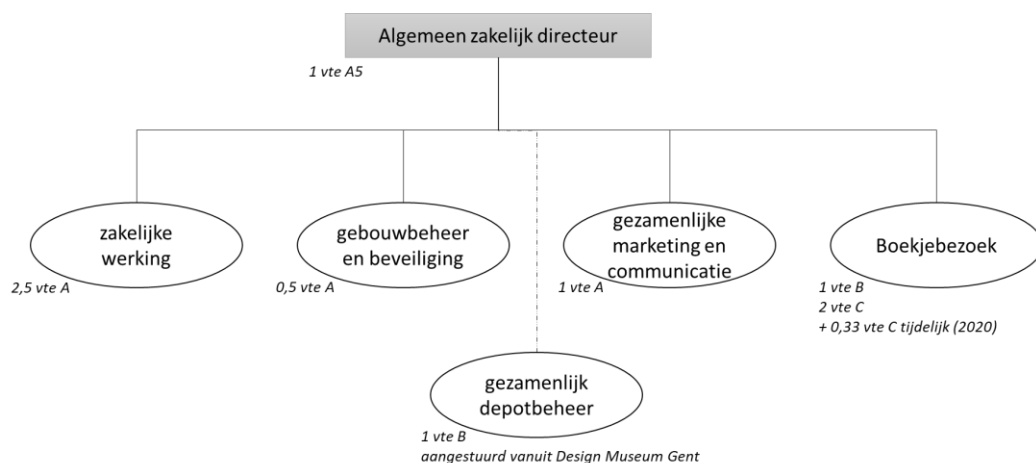 Algemeen zakelijk directeur
1 vte A5
zakelijke
werking
2,5 vte A
gebouwbeheer
en beveiliging
0,5 vte A
gezamenlijke
marketing en
communicatie
1 vte A
Boekjebezoek
1 vte B
2 vte C
+ 0,33 vte C tijdelijk (2020)
gezamenlijk
depotbeheer
1 vte B
aangestuurd vanuit Design Museum Gent